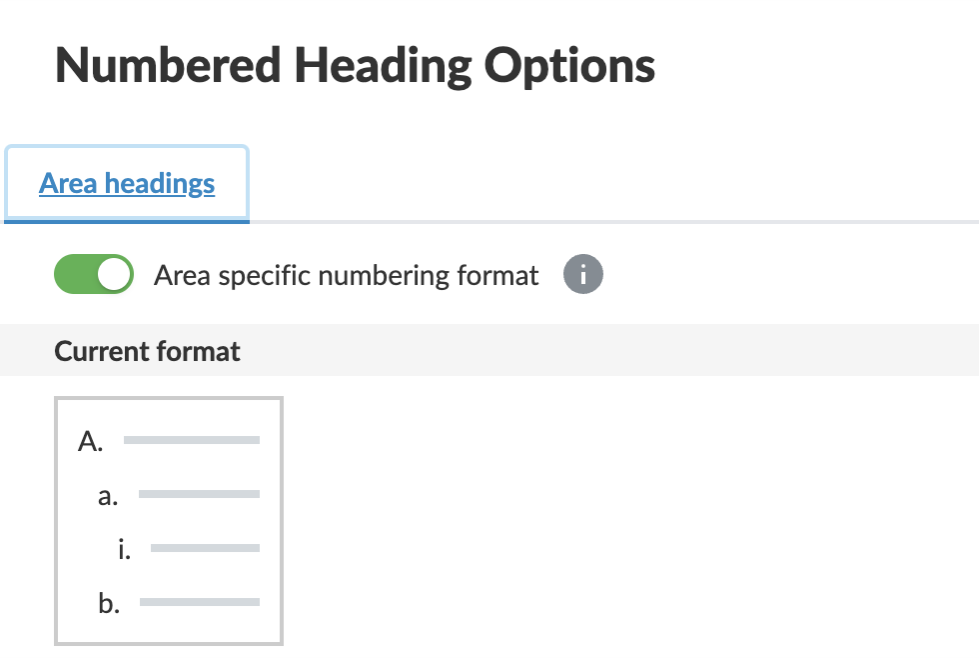 Numbered Heading Options
Area headings
Area specific numbering format i
Current format
A.
a.
i.
b.